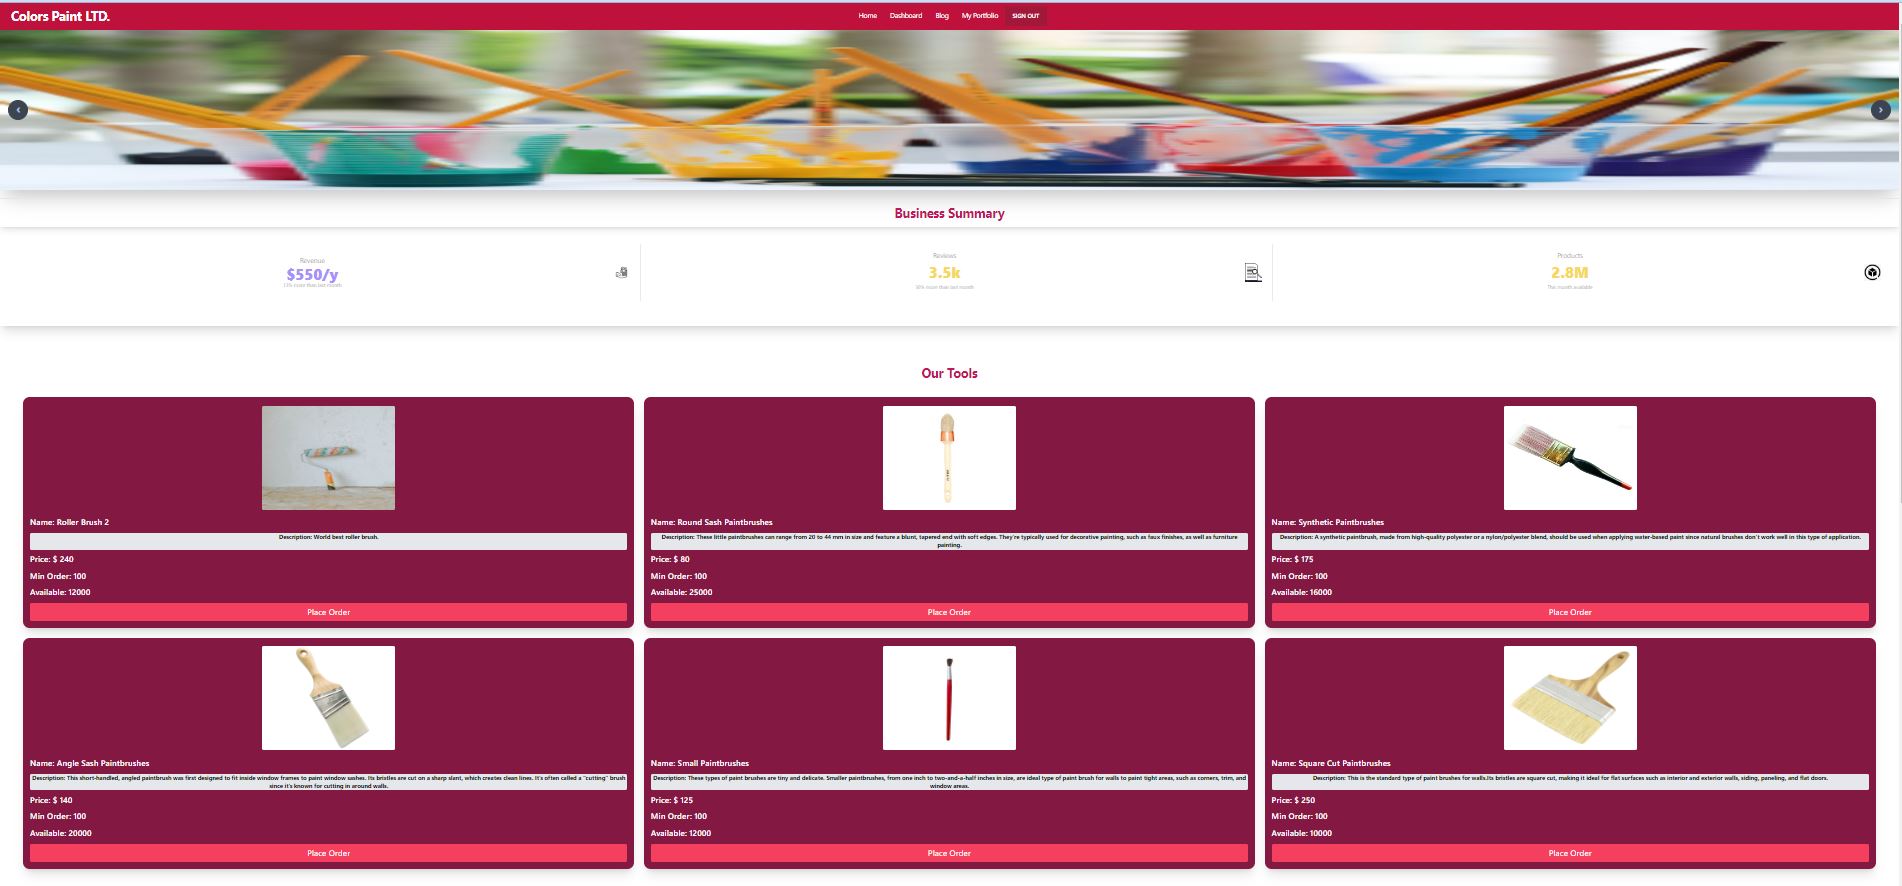 Colors Paint LTD.
Home Dashboard Blog My Portfolio SIGN OUT
Business Summary
Revenue
$550/y
13% more than last month
Reviews
3.5k
30% more than last month
Products
2.8M
This month available
Our Tools
Name: Roller Brush 2
Description: World best roller brush.
Price: $ 240
Min Order: 100
Available: 12000
Place Order
Name: Round Sash Paintbrushes
Description: These little paintbrushes can range from 20 to 44 mm in size and feature a blunt, tapered end with soft edges. They're typically used for decorative painting, such as faux finishes, as well as furniture
painting.
Price: $ 80
Min Order: 100
Available: 25000
Place Order
Name: Synthetic Paintbrushes
Description: A synthetic paintbrush, made from high-quality polyester or a nylon/polyester blend, should be used when applying water-based paint since natural brushes don't work well in this type of application.
Price: $ 175
Min Order: 100
Available: 16000
Place Order
Name: Angle Sash Paintbrushes
Description: This short-handled, angled paintbrush was first designed to fit inside window frames to paint window sashes. Its bristles are cut on a sharp slant, which creates clean lines. It's often called a "cutting" brush
since it's known for cutting in around walls.
Price: $ 140
Min Order: 100
Available: 20000
Place Order
Name: Small Paintbrushes
Description: These types of paint brushes are tiny and delicate. Smaller paintbrushes, from one inch to two-and-a-half inches in size, are ideal type of paint brush for walls to paint tight areas, such as corners, trim, and
window areas.
Price: $ 125
Min Order: 100
Available: 12000
Place Order
Name: Square Cut Paintbrushes
Description: This is the standard type of paint brushes for walls.Its bristles are square cut, making it ideal for flat surfaces such as interior and exterior walls, siding, paneling, and flat doors.
Price: $ 250
Min Order: 100
Available: 10000
Place Order